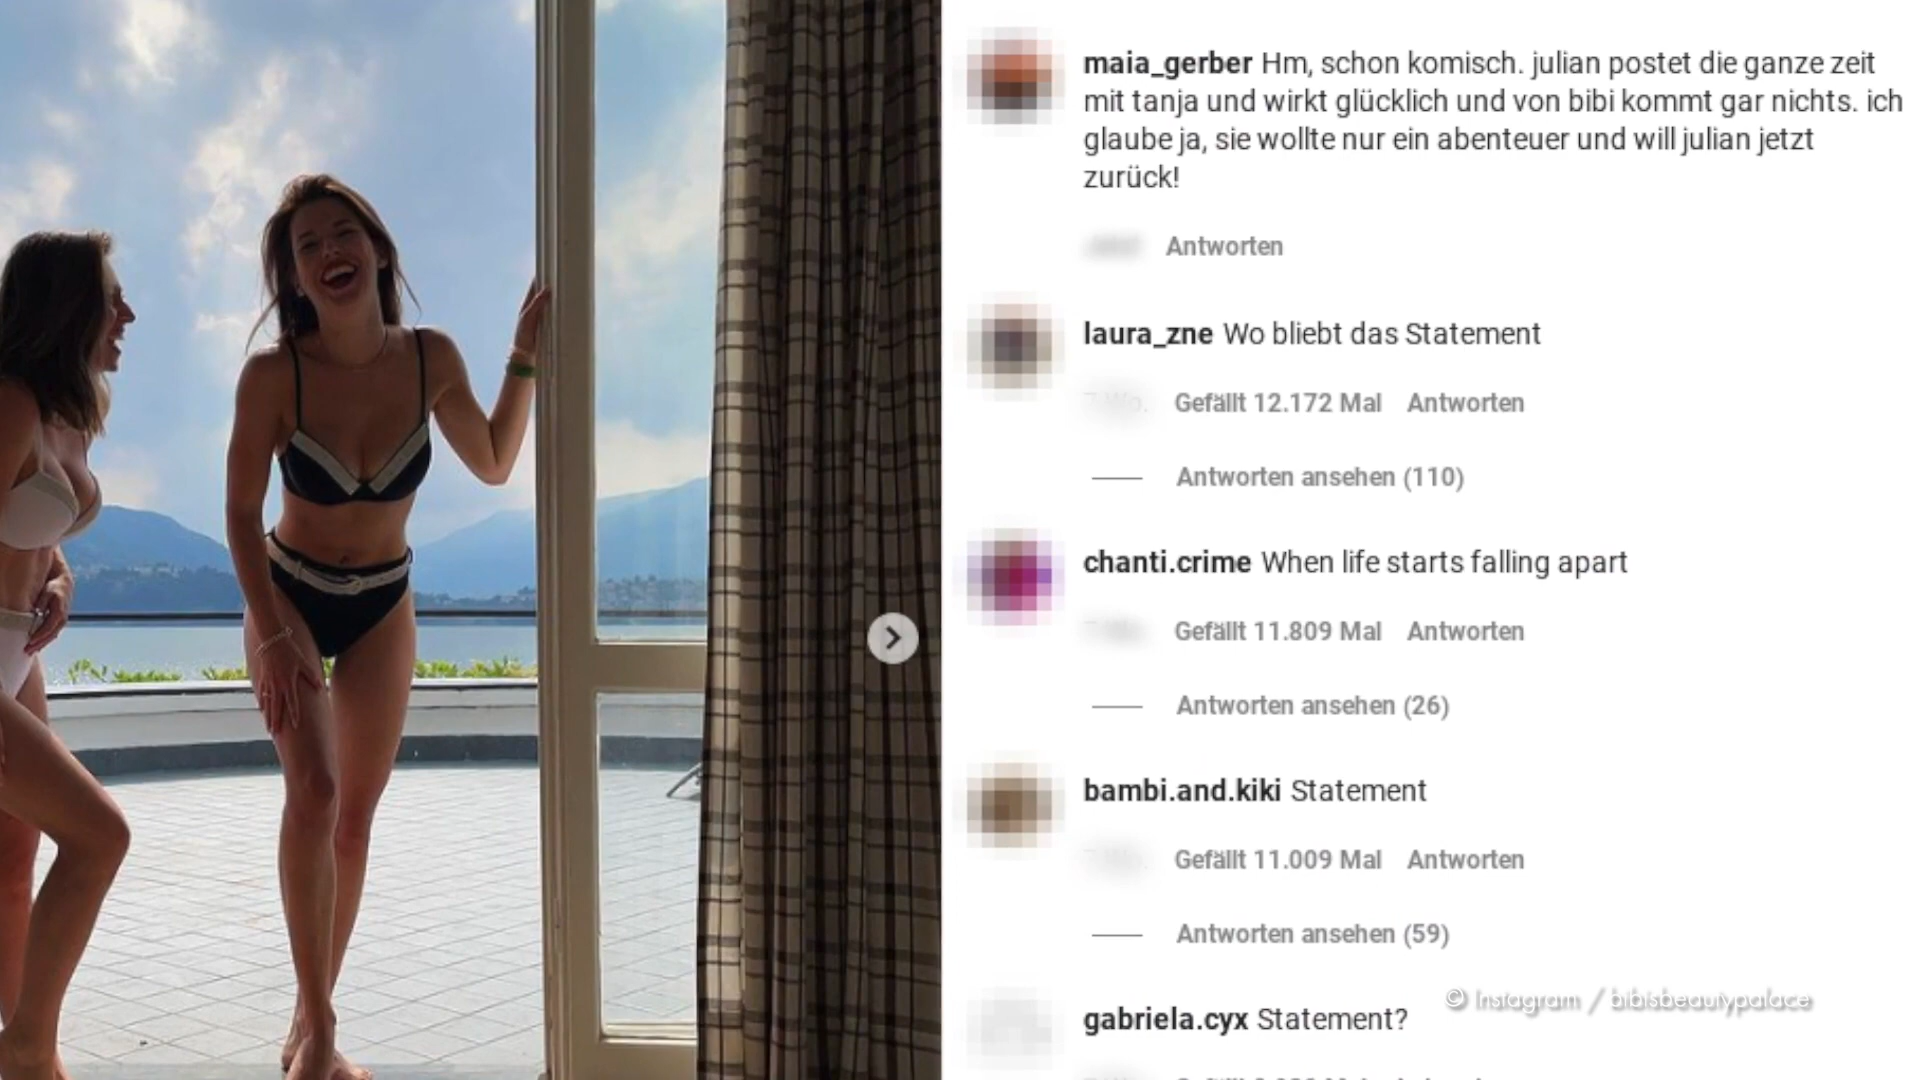 maia_gerber Hm, schon komisch. julian postet die ganze zeit
mit tanja und wirkt glücklich und von bibi kommt gar nichts. ich
glaube ja, sie wollte nur ein abenteuer und will julian jetzt
zurück!
Antworten
laura_zne Wo bliebt das Statement
Gefällt 12.172 Mal Antworten
Antworten ansehen (110)
chanti.crime When life starts falling apart
Gefällt 11.809 Mal Antworten
Antworten ansehen (26)
bambi.and.kiki Statement
Gefällt 11.009 Mal Antworten
Antworten ansehen (59)
© Instagram / bibisbeautypalace
gabriela.cyx Statement?